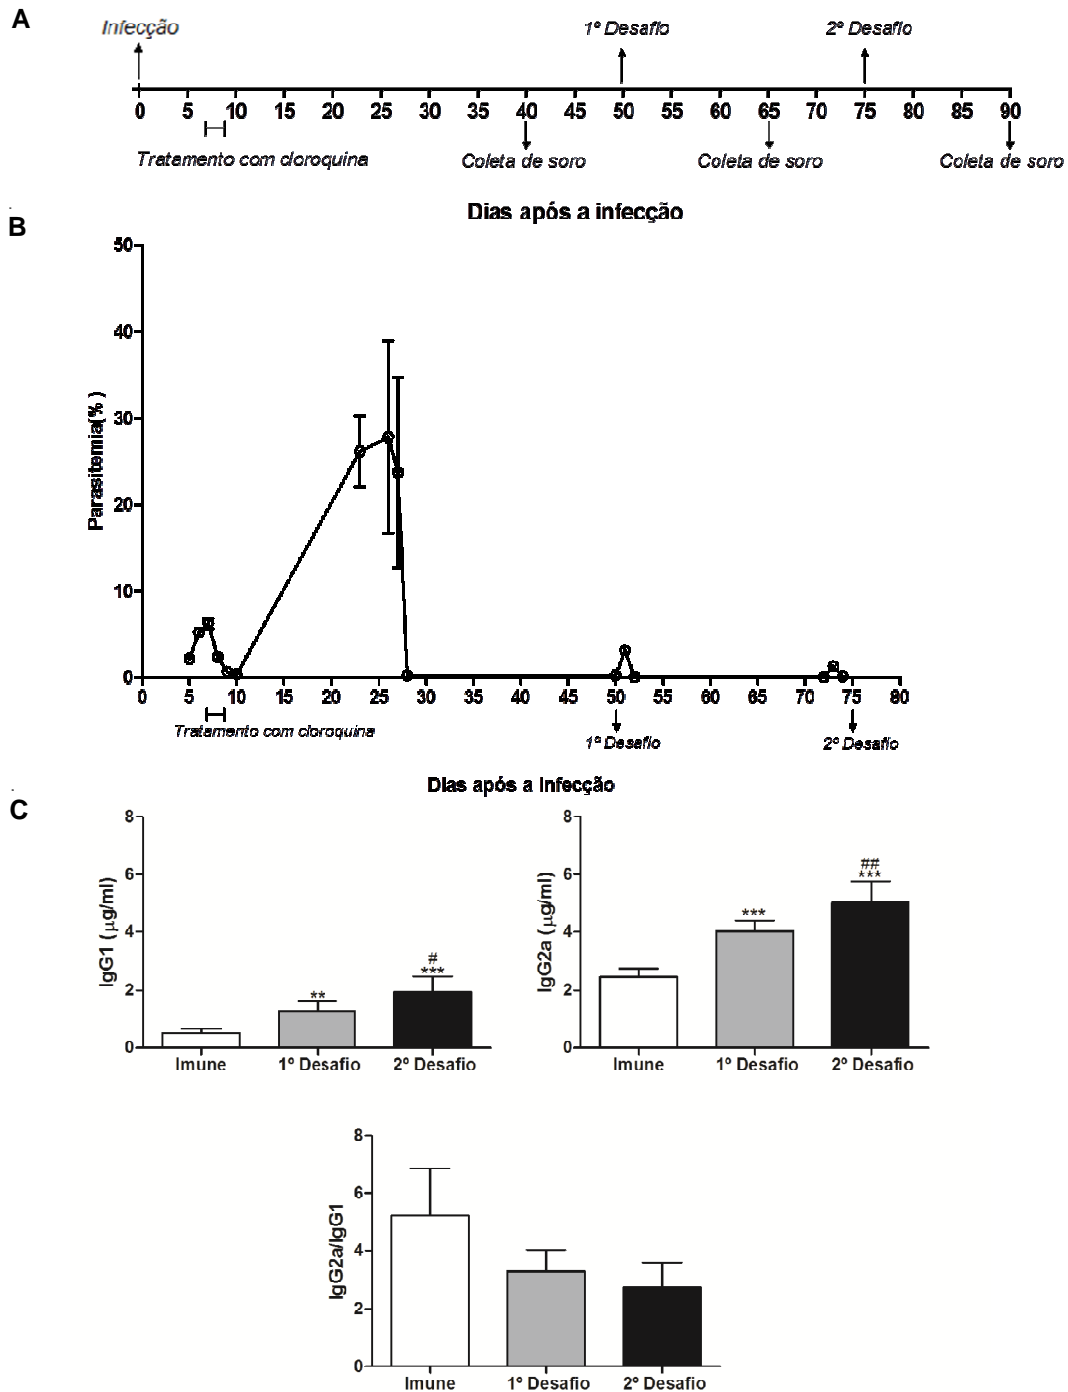 A
Infecção 1º Desafio 2º Desafio
0 5 10 15 20 25 30 35 40 45 50 55 60 65 70 75 80 85 90
Tratamento com cloroquina Coleta de soro Coleta de soro Coleta de soro
Dias após a infecção
B
50
40
30
20
10
0
Parasitemia(%)
0 5 10 15 20 25 30 35 40 45 50 55 60 65 70 75 80
Tratamento com cloroquina 1º Desafio 2º Desafio
Dias após a infecção
C
8
6
4
2
0
IgG1 (µg/ml)
**
#
***
Imune 1º Desafio 2º Desafio
8
6
4
2
0
IgG2a (µg/ml)
***
##
***
Imune 1º Desafio 2º Desafio
8
6
4
2
0
IgG2a/IgG1
Imune 1º Desafio 2º Desafio